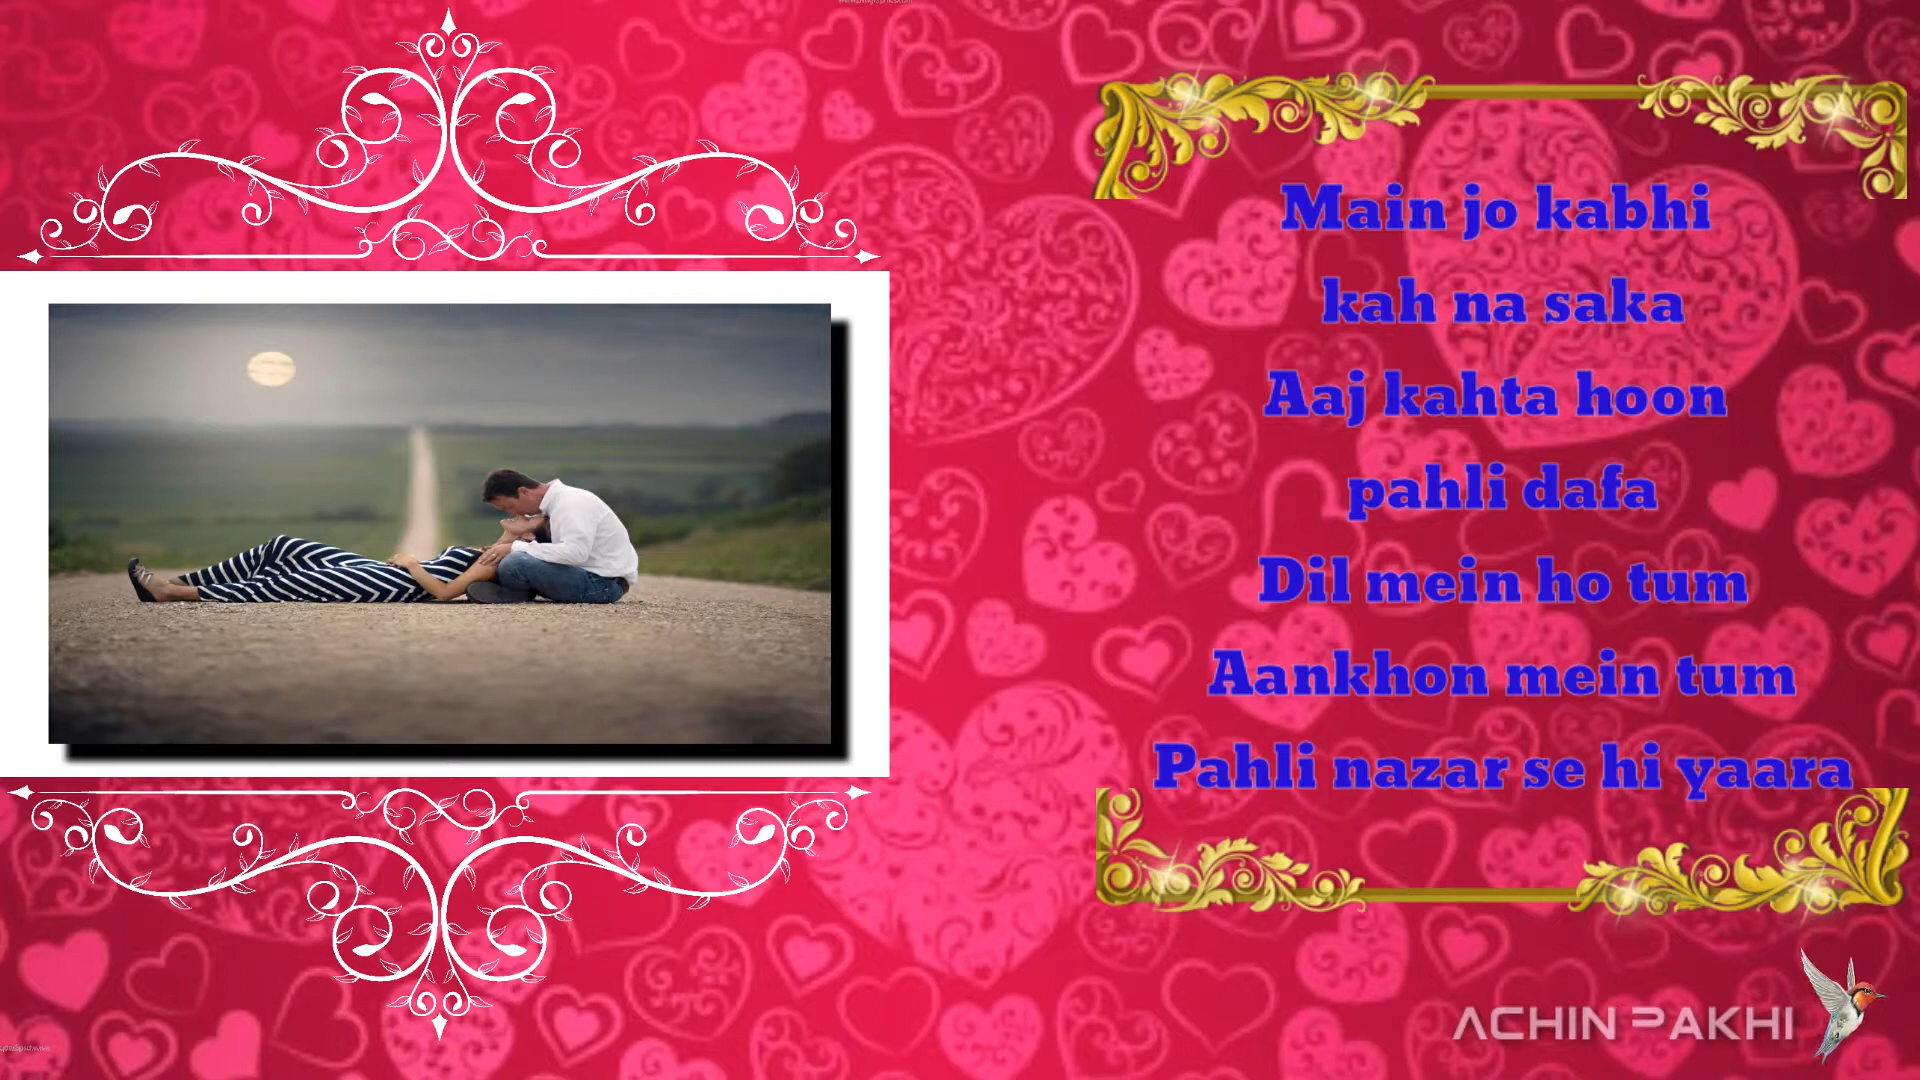 Main jo kabhi
kah na saka
Aaj kahta hoon
pahli dafa
Dil mein ho tum
Aankhon mein tum
Pahli nazar se hi yaara
ACHIN PAKHI